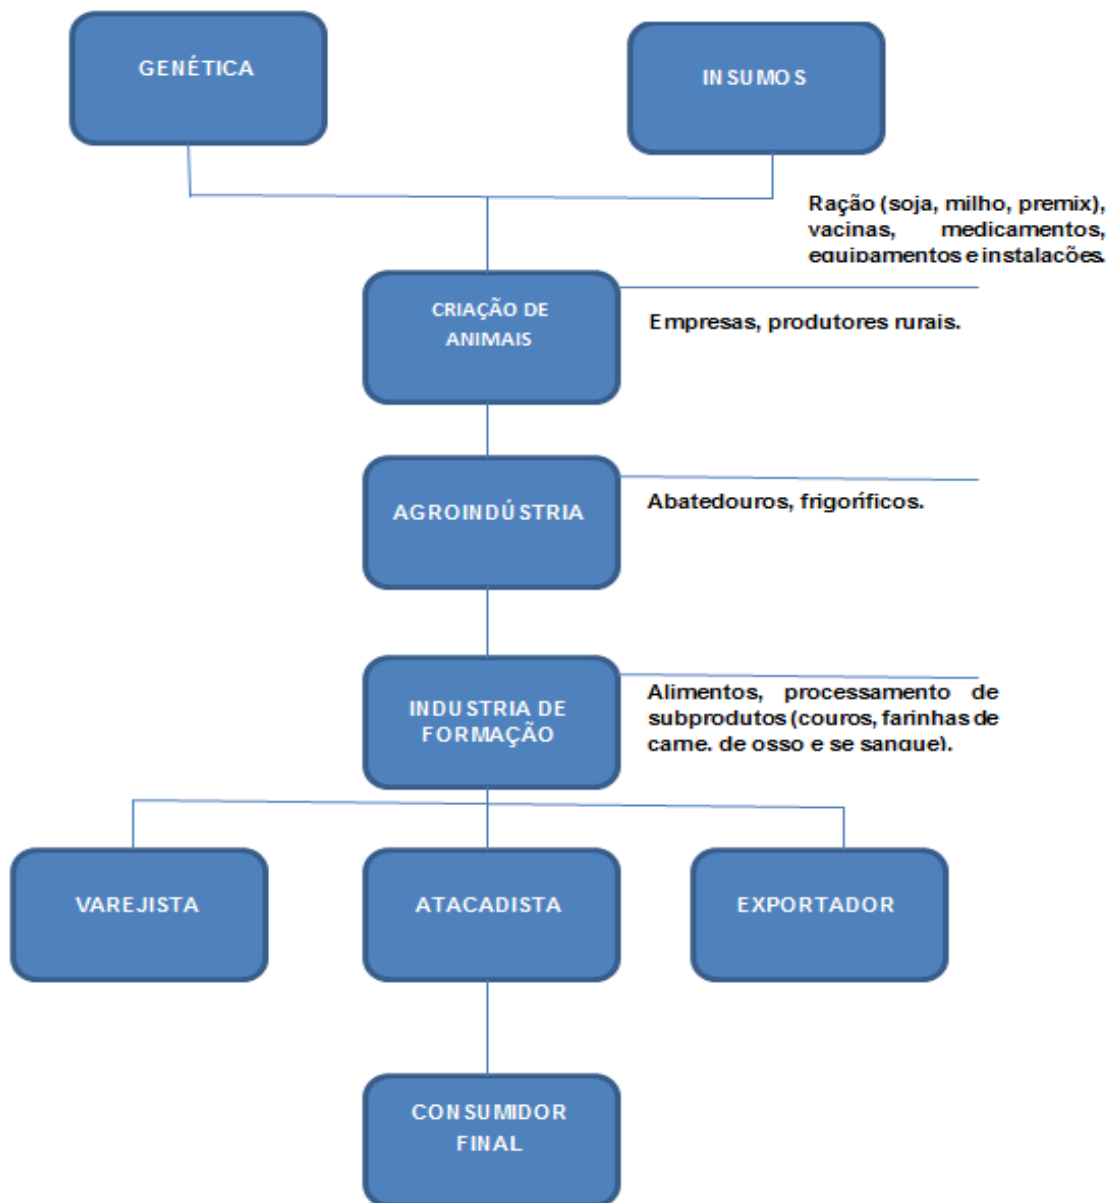 GENÉTICA
INSUMOS
Ração (soja, milho, premix),
vacinas, medicamentos,
equipamentos e instalações.
CRIAÇÃO DE
ANIMAIS
Empresas, produtores rurais.
AGROINDÚSTRIA
Abatedouros, frigoríficos.
INDUSTRIA DE
FORMAÇÃO
Alimentos, processamento de
subprodutos (couros, farinhas de
carne, de osso e se sangue).
VAREJISTA
ATACADISTA
EXPORTADOR
CONSUMIDOR
FINAL